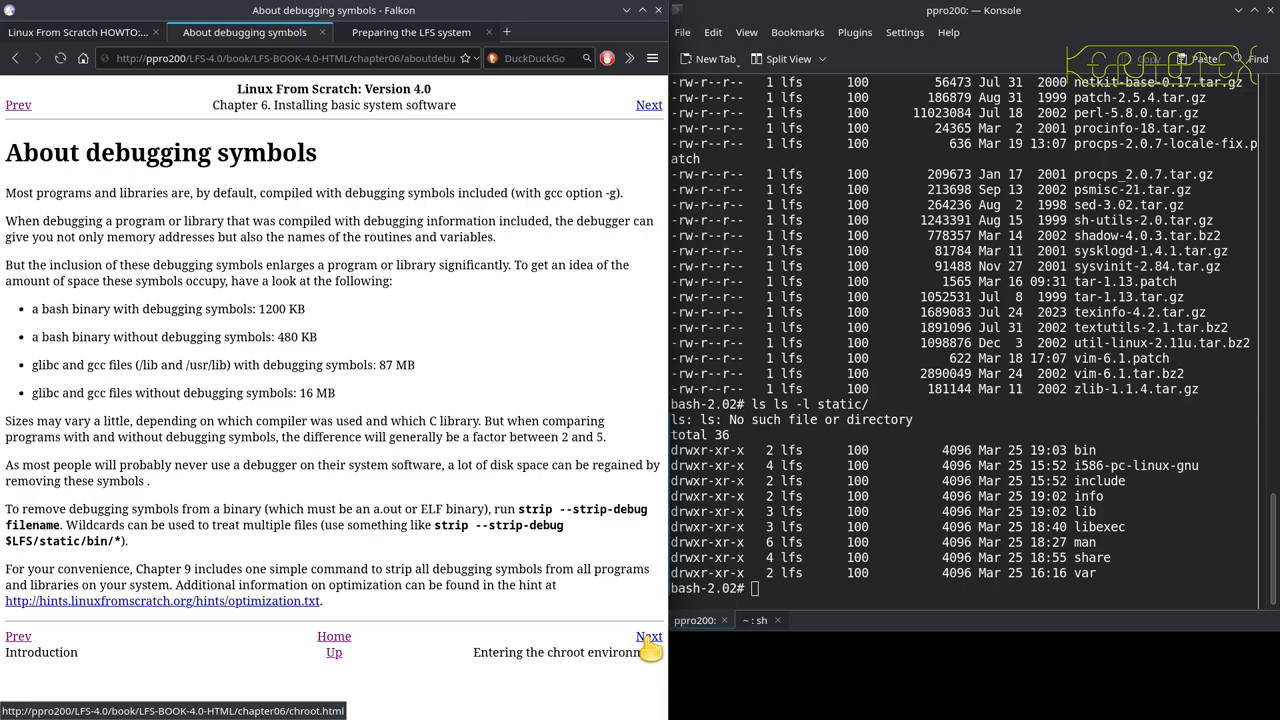 About debugging symbols - Falkon
Linux From Scratch HOWTO:...
About debugging symbols
Preparing the LFS system
http://ppro200/LFS-4.0/book/LFS-BOOK-4.0-HTML/chapter06/aboutdebu
DuckDuckGo
Linux From Scratch: Version 4.0
Prev
Chapter 6. Installing basic system software
Next
About debugging symbols
Most programs and libraries are, by default, compiled with debugging symbols included (with gcc option -g).
When debugging a program or library that was compiled with debugging information included, the debugger can
give you not only memory addresses but also the names of the routines and variables.
But the inclusion of these debugging symbols enlarges a program or library significantly. To get an idea of the
amount of space these symbols occupy, have a look at the following:
• a bash binary with debugging symbols: 1200 KB
• a bash binary without debugging symbols: 480 KB
• glibc and gcc files (/lib and /usr/lib) with debugging symbols: 87 MB
• glibc and gcc files without debugging symbols: 16 MB
Sizes may vary a little, depending on which compiler was used and which C library. But when comparing
programs with and without debugging symbols, the difference will generally be a factor between 2 and 5.
As most people will probably never use a debugger on their system software, a lot of disk space can be regained by
removing these symbols .
To remove debugging symbols from a binary (which must be an a.out or ELF binary), run strip --strip-debug
filename. Wildcards can be used to treat multiple files (use something like strip --strip-debug
$LFS/static/bin/*).
For your convenience, Chapter 9 includes one simple command to strip all debugging symbols from all programs
and libraries on your system. Additional information on optimization can be found in the hint at
http://hints.linuxfromscratch.org/hints/optimization.txt.
Prev
Home
Next
Introduction
Up
Entering the chroot environm
http://ppro200/LFS-4.0/book/LFS-BOOK-4.0-HTML/chapter06/chroot.html
ppro200: — Konsole
File Edit View Bookmarks Plugins Settings Help
New Tab Split View Copy Paste Find
-rw-r--r-- 1 lfs 100 56473 Jul 31 2000 netkit-base-0.17.tar.gz
-rw-r--r-- 1 lfs 100 186879 Aug 31 1999 patch-2.5.4.tar.gz
-rw-r--r-- 1 lfs 100 11023084 Jul 18 2002 perl-5.8.0.tar.gz
-rw-r--r-- 1 lfs 100 24365 Mar 2 2001 procinfo-18.tar.gz
-rw-r--r-- 1 lfs 100 636 Mar 19 13:07 procps-2.0.7-locale-fix.p
atch
-rw-r--r-- 1 lfs 100 209673 Jan 17 2001 procps_2.0.7.tar.gz
-rw-r--r-- 1 lfs 100 213698 Sep 13 2002 psmisc-21.tar.gz
-rw-r--r-- 1 lfs 100 264236 Aug 2 1998 sed-3.02.tar.gz
-rw-r--r-- 1 lfs 100 1243391 Aug 15 1999 sh-utils-2.0.tar.gz
-rw-r--r-- 1 lfs 100 778357 Mar 14 2002 shadow-4.0.3.tar.bz2
-rw-r--r-- 1 lfs 100 81784 Mar 11 2001 sysklogd-1.4.1.tar.gz
-rw-r--r-- 1 lfs 100 91488 Nov 27 2001 sysvinit-2.84.tar.gz
-rw-r--r-- 1 lfs 100 1565 Mar 16 09:31 tar-1.13.patch
-rw-r--r-- 1 lfs 100 1052531 Jul 8 1999 tar-1.13.tar.gz
-rw-r--r-- 1 lfs 100 1689083 Jul 24 2023 texinfo-4.2.tar.gz
-rw-r--r-- 1 lfs 100 1891096 Jul 31 2002 textutils-2.1.tar.bz2
-rw-r--r-- 1 lfs 100 1098876 Dec 3 2002 util-linux-2.11u.tar.bz2
-rw-r--r-- 1 lfs 100 622 Mar 18 17:07 vim-6.1.patch
-rw-r--r-- 1 lfs 100 2890049 Mar 24 2002 vim-6.1.tar.bz2
-rw-r--r-- 1 lfs 100 181144 Mar 11 2002 zlib-1.1.4.tar.gz
bash-2.02# ls ls -l static/
ls: ls: No such file or directory
total 36
drwxr-xr-x 2 lfs 4096 Mar 25 19:03 bin
drwxr-xr-x 4 lfs 4096 Mar 25 15:52 i586-pc-linux-gnu
drwxr-xr-x 2 lfs 4096 Mar 25 15:52 include
drwxr-xr-x 2 lfs 4096 Mar 25 19:02 info
drwxr-xr-x 3 lfs 4096 Mar 25 19:02 lib
drwxr-xr-x 3 lfs 4096 Mar 25 18:40 libexec
drwxr-xr-x 6 lfs 4096 Mar 25 18:27 man
drwxr-xr-x 4 lfs 4096 Mar 25 18:55 share
drwxr-xr-x 2 lfs 4096 Mar 25 16:16 var
bash-2.02#
ppro200:
~ : sh